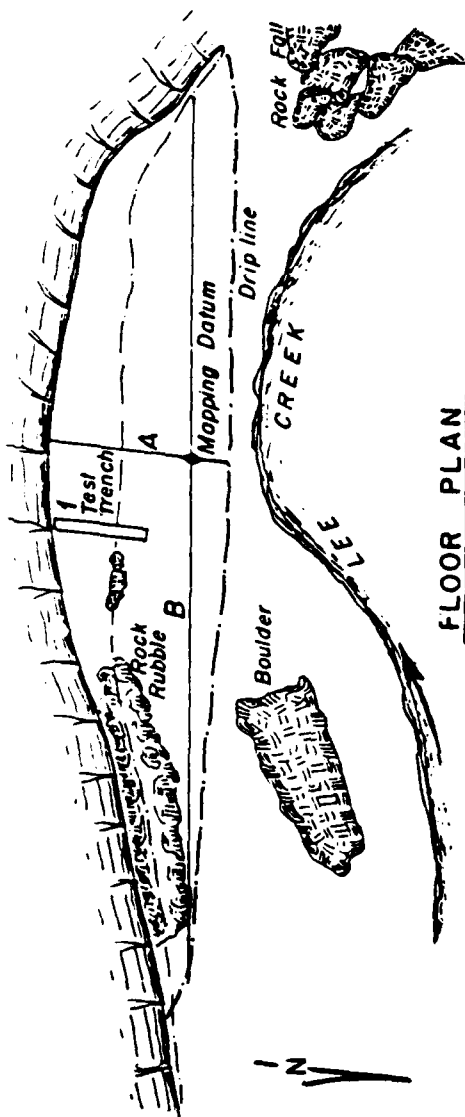 Rock Fall
Drip line
Mapping Datum
A
1
Test
Trench
B
Rock
Rubble
Boulder
LEE CREEK
N
FLOOR PLAN